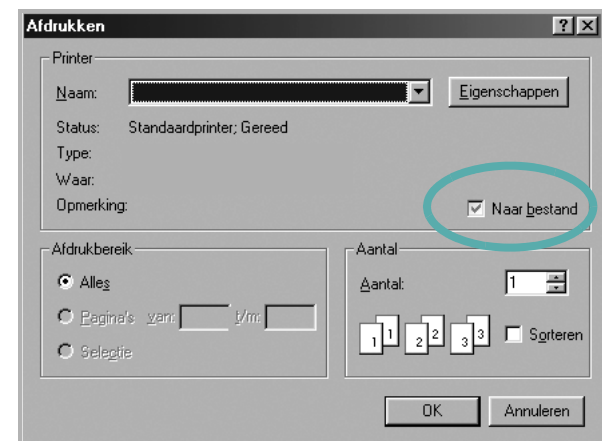 Afdrukken
Printer
Naam:
Eigenschappen
Status: Standaardprinter; Gereed
Type:
Waar:
Opmerking:
Naar bestand
Afdrukbereik
Alles
Pagina's van: t/m:
Selectie
Aantal
Aantal: 1
1 1 2 2 3 3
Sorteren
OK Annuleren